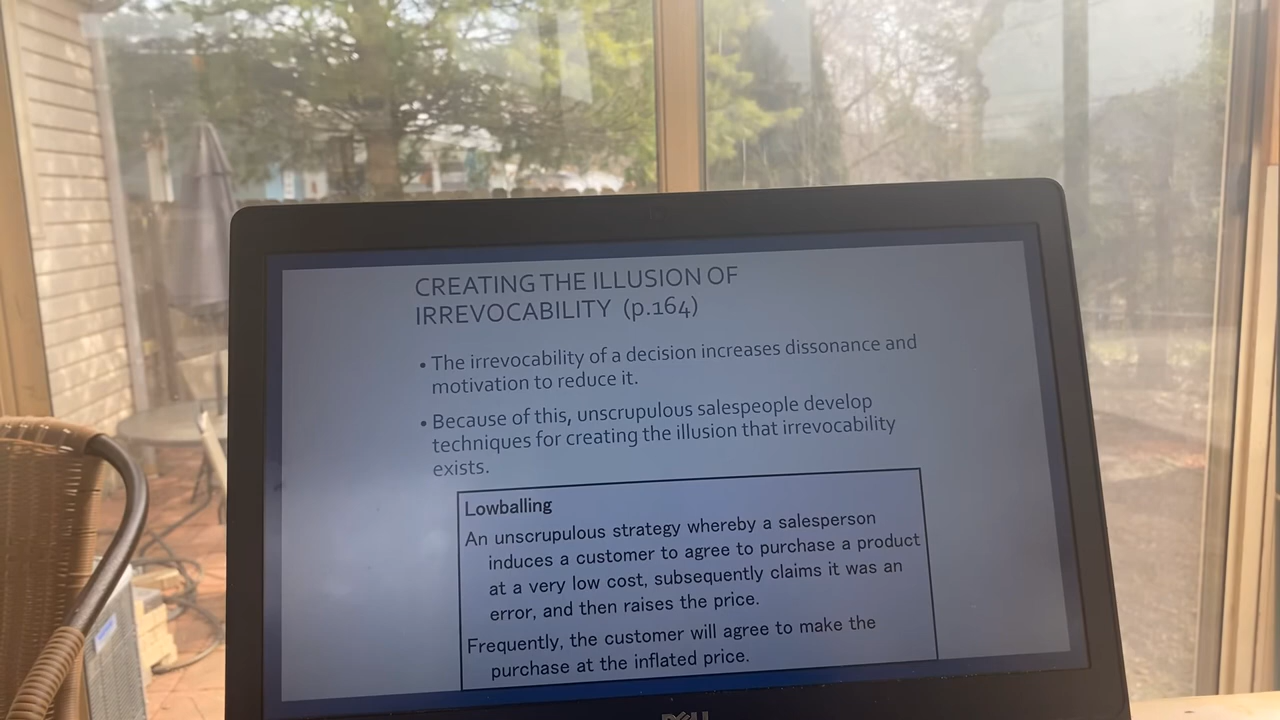 CREATING THE ILLUSION OF
IRREVOCABILITY (p.164)
• The irrevocability of a decision increases dissonance and
motivation to reduce it.
• Because of this, unscrupulous salespeople develop
techniques for creating the illusion that irrevocability
exists.
Lowballing
An unscrupulous strategy whereby a salesperson
induces a customer to agree to purchase a product
at a very low cost, subsequently claims it was an
error, and then raises the price.
Frequently, the customer will agree to make the
purchase at the inflated price.
DELL